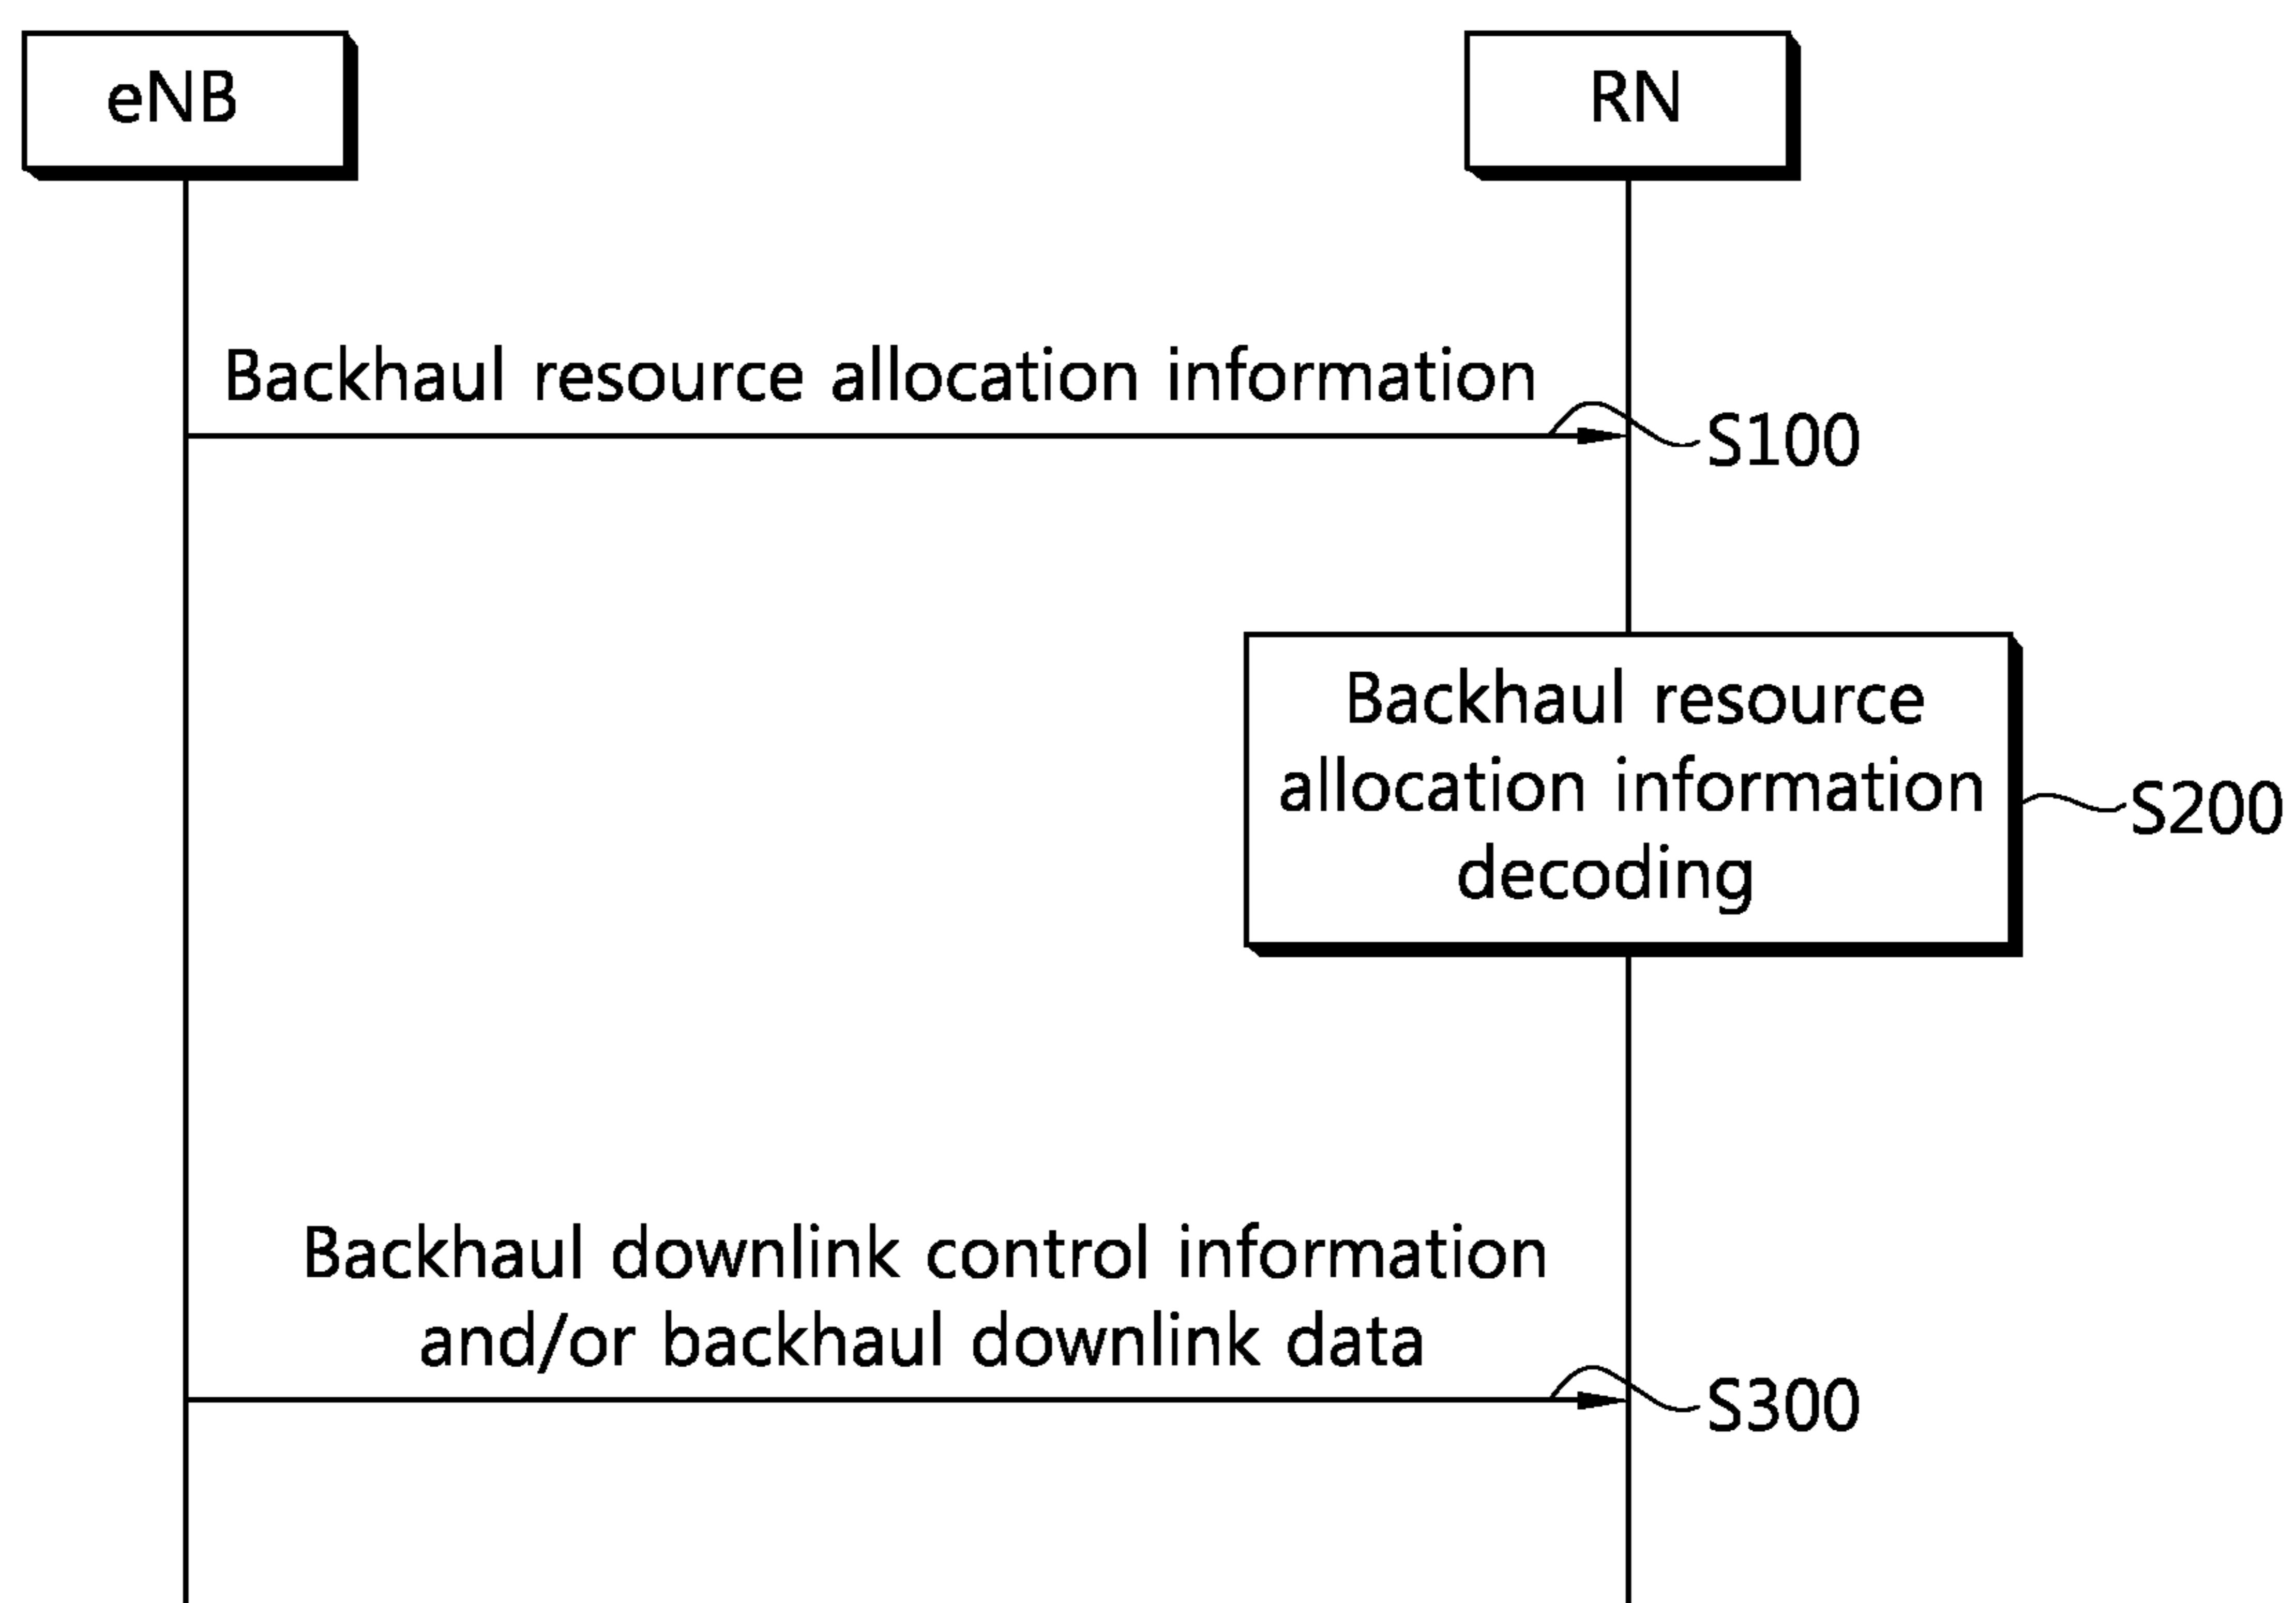 eNB
RN
Backhaul resource allocation information
S100
Backhaul resource
allocation information
decoding
S200
Backhaul downlink control information
and/or backhaul downlink data
S300